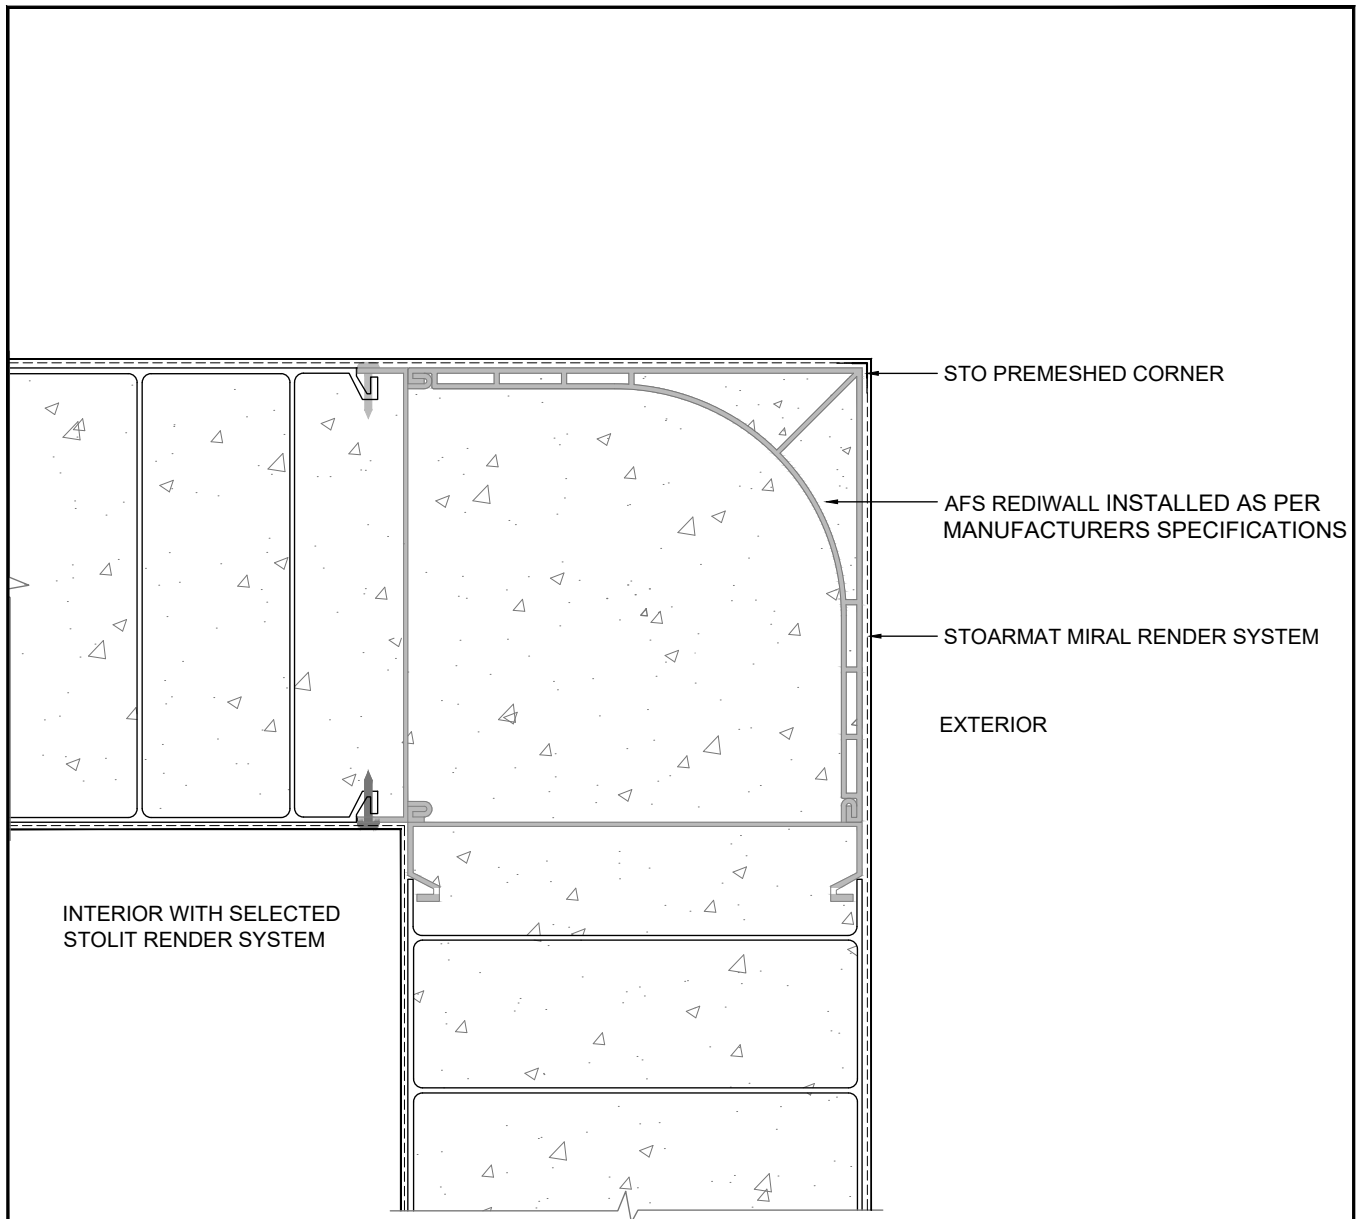 STO PREMESHED CORNER
AFS REDIWALL INSTALLED AS PER
MANUFACTURERS SPECIFICATIONS
STOARMAT MIRAL RENDER SYSTEM
EXTERIOR
INTERIOR WITH SELECTED
STOLIT RENDER SYSTEM